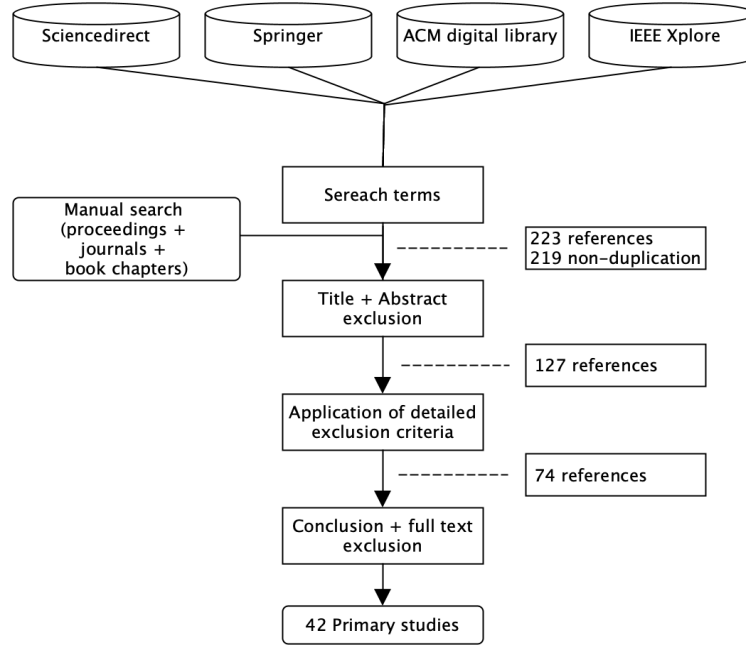 Sciencedirect
Springer
ACM digital library
IEEE Xplore
Sereach terms
Manual search
(proceedings +
journals +
book chapters)
223 references
219 non-duplication
Title + Abstract
exclusion
127 references
Application of detailed
exclusion criteria
74 references
Conclusion + full text
exclusion
42 Primary studies